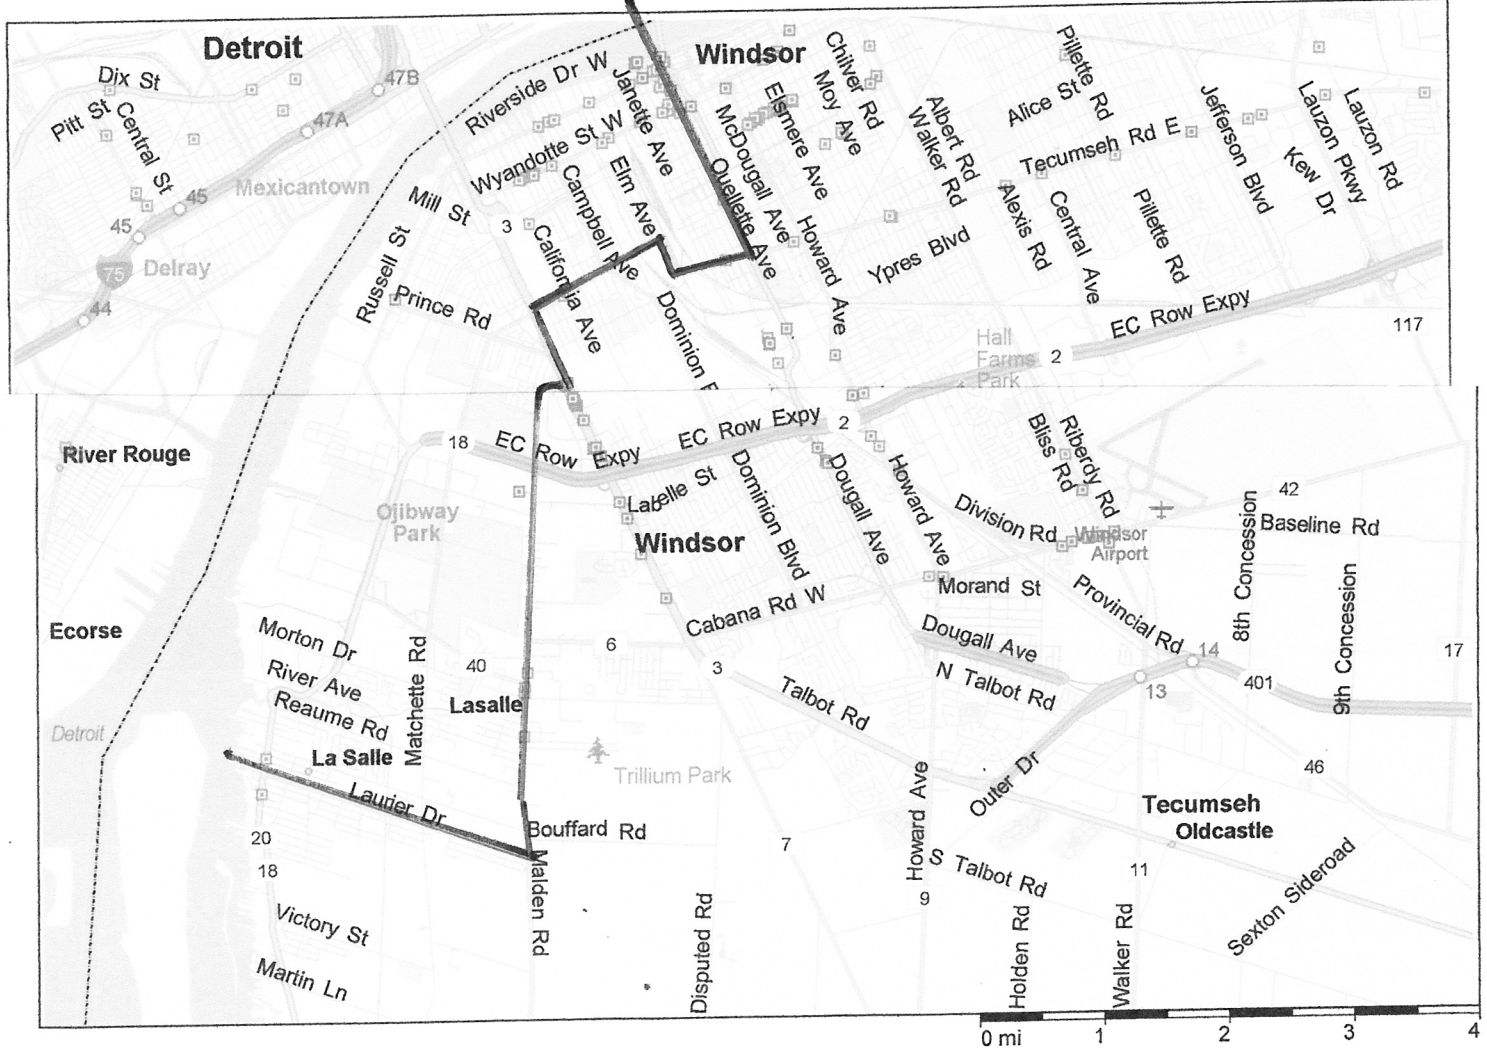 Detroit
Windsor
Dix St
Pitt St
Central St
47B
47A
45
45
75
44
Mexicantown
Delray
Riverside Dr W
Janette Ave
Wyandotte St W
Elm Ave
Campbell Ave
California Ave
Mill St
3
Russell St
Prince Rd
McDougall Ave
Ouellette Ave
Elsmere Ave
Moy Ave
Chilver Rd
Howard Ave
Albert Rd
Walker Rd
Ypres Blvd
Alice St
Pillette Rd
Tecumseh Rd E
Alexis Rd
Central Ave
Pillette Rd
Jefferson Blvd
Kew Dr
Lauzon Pkwy
Lauzon Rd
EC Row Expy
2
117
Hall
Farms
Park
Dominion
River Rouge
18
EC Row Expy
EC Row Expy
2
Labelle St
Dominion Blvd
Dougall Ave
Howard Ave
Bliss Rd
Riberdy Rd
Division Rd
Windsor
Airport
42
Baseline Rd
8th Concession
9th Concession
Ojibway
Park
Windsor
Cabana Rd W
Morand St
Provincial Rd
Dougall Ave
N Talbot Rd
14
13
401
17
Ecorse
Morton Dr
River Ave
Reaume Rd
Matchette Rd
40
6
3
Lasalle
Talbot Rd
Detroit
La Salle
Trillium Park
Laurier Dr
Bouffard Rd
Malden Rd
20
18
Victory St
Martin Ln
Disputed Rd
7
Howard Ave
9
Outer Dr
S Talbot Rd
Holden Rd
Walker Rd
11
46
Tecumseh
Oldcastle
Sexton Sideroad
0 mi 1 2 3 4